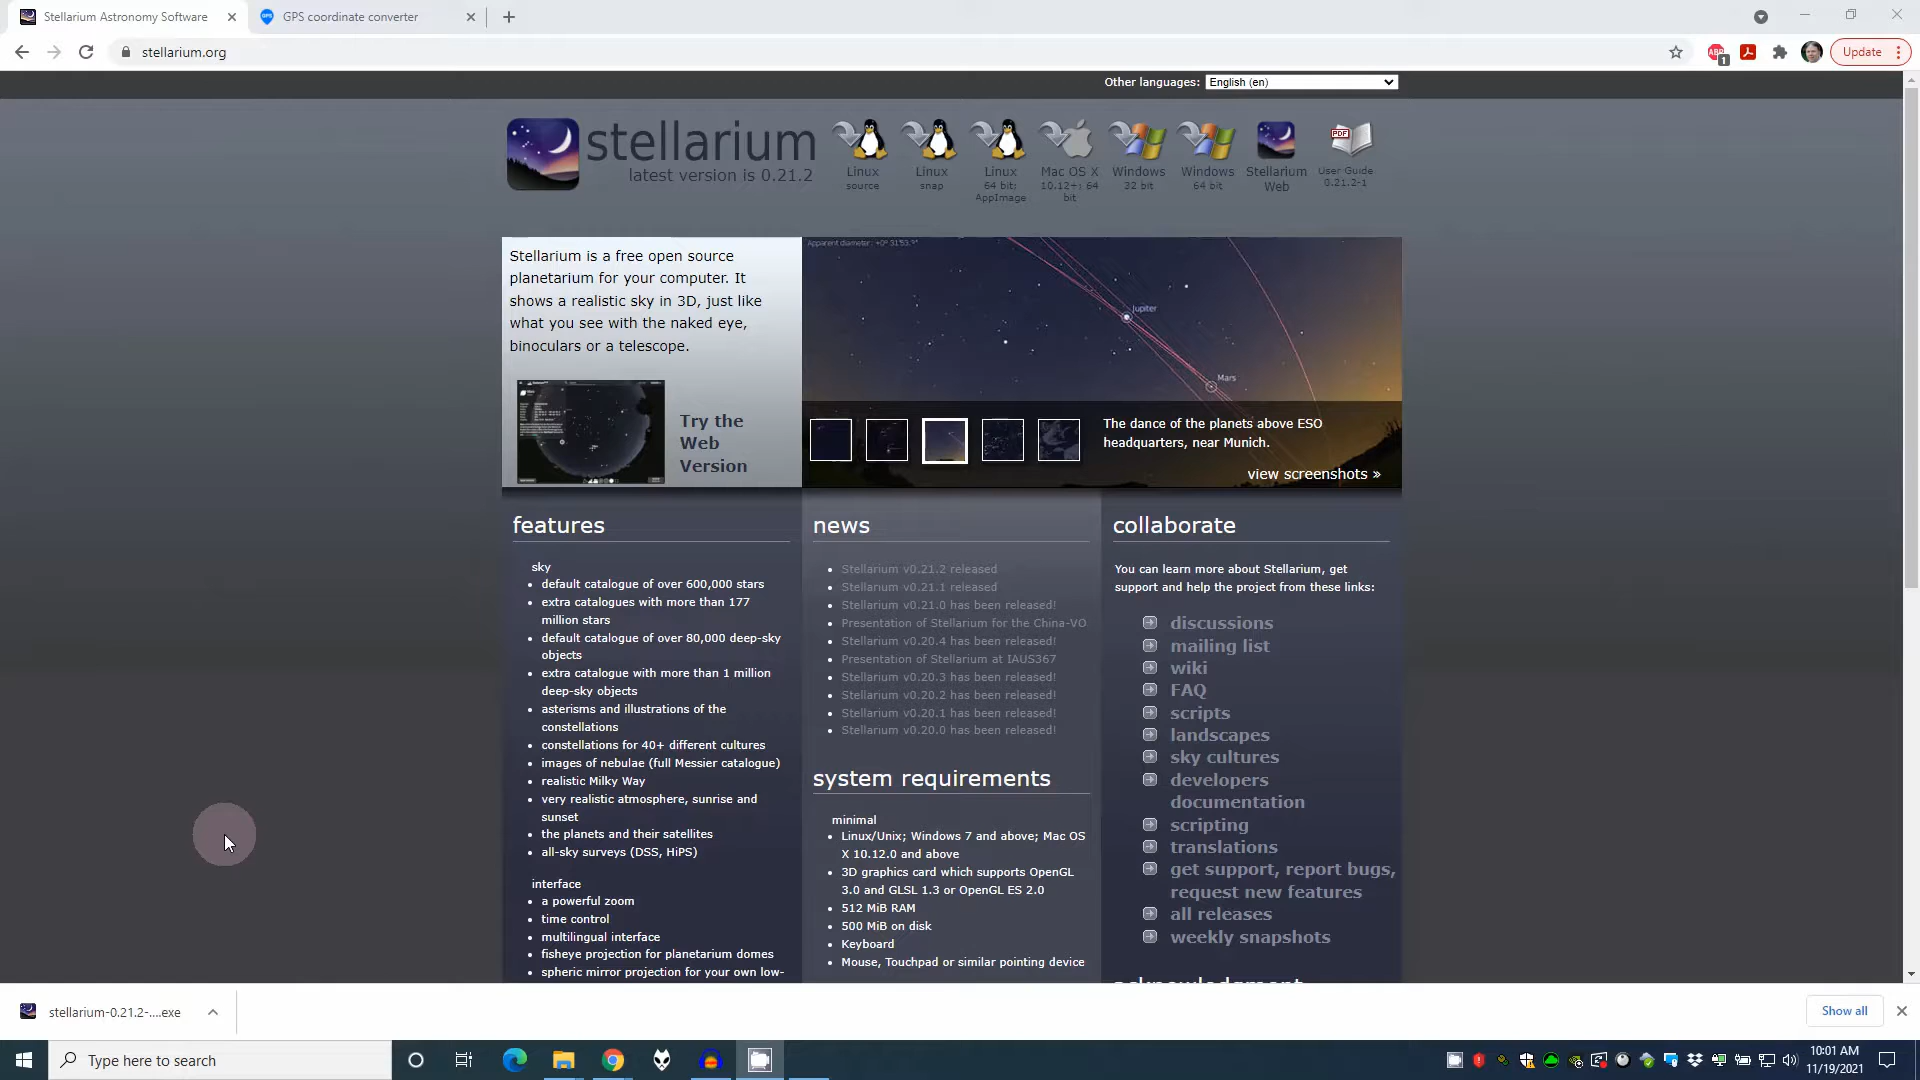 Stellarium Astronomy Software
GPS coordinate converter
stellarium.org
Update
Other languages: English (en)
stellarium
latest version is 0.21.2
Linux
source
Linux
snap
Linux
64 bit;
AppImage
Mac OS X
10.12+; 64
bit
Windows
32 bit
Windows
64 bit
Stellarium
Web
PDF
User Guide
0.21.2-1
Stellarium is a free open source
planetarium for your computer. It
shows a realistic sky in 3D, just like
what you see with the naked eye,
binoculars or a telescope.
Try the
Web
Version
Apparent diameter: +0° 31'53.9"
Jupiter
Mars
The dance of the planets above ESO
headquarters, near Munich.
view screenshots »
features
sky
default catalogue of over 600,000 stars
extra catalogues with more than 177
million stars
default catalogue of over 80,000 deep-sky
objects
extra catalogue with more than 1 million
deep-sky objects
asterisms and illustrations of the
constellations
constellations for 40+ different cultures
images of nebulae (full Messier catalogue)
realistic Milky Way
very realistic atmosphere, sunrise and
sunset
the planets and their satellites
all-sky surveys (DSS, HiPS)
interface
a powerful zoom
time control
multilingual interface
fisheye projection for planetarium domes
spheric mirror projection for your own low-
news
Stellarium v0.21.2 released
Stellarium v0.21.1 released
Stellarium v0.21.0 has been released!
Presentation of Stellarium for the China-VO
Stellarium v0.20.4 has been released!
Presentation of Stellarium at IAUS367
Stellarium v0.20.3 has been released!
Stellarium v0.20.2 has been released!
Stellarium v0.20.1 has been released!
Stellarium v0.20.0 has been released!
system requirements
minimal
Linux/Unix; Windows 7 and above; Mac OS
X 10.12.0 and above
3D graphics card which supports OpenGL
3.0 and GLSL 1.3 or OpenGL ES 2.0
512 MiB RAM
500 MiB on disk
Keyboard
Mouse, Touchpad or similar pointing device
collaborate
You can learn more about Stellarium, get
support and help the project from these links:
discussions
mailing list
wiki
FAQ
scripts
landscapes
sky cultures
developers
documentation
scripting
translations
get support, report bugs,
request new features
all releases
weekly snapshots
acknowledgment
stellarium-0.21.2-....exe
Show all
Type here to search
10:01 AM
11/19/2021